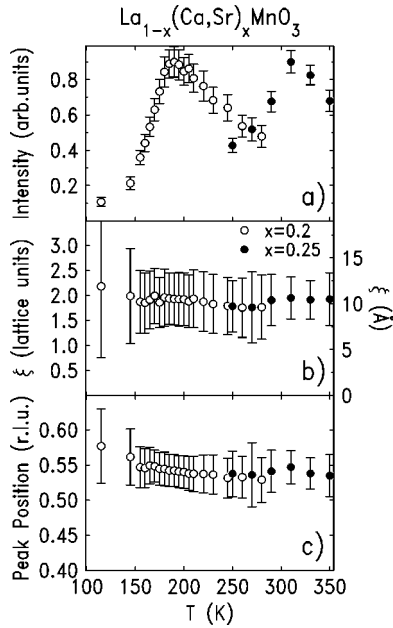 La1-x(Ca,Sr)xMnO3
Intensity (arb.units)
0.8
0.6
0.4
0.2
a)
ξ (lattice units)
3.0
2.5
2.0
1.5
1.0
0.5
x=0.2
x=0.25
b)
15
10
5
0
ξ (Å)
Peak Position (r.l.u.)
0.60
0.55
0.50
0.45
0.40
c)
100 150 200 250 300 350
T (K)